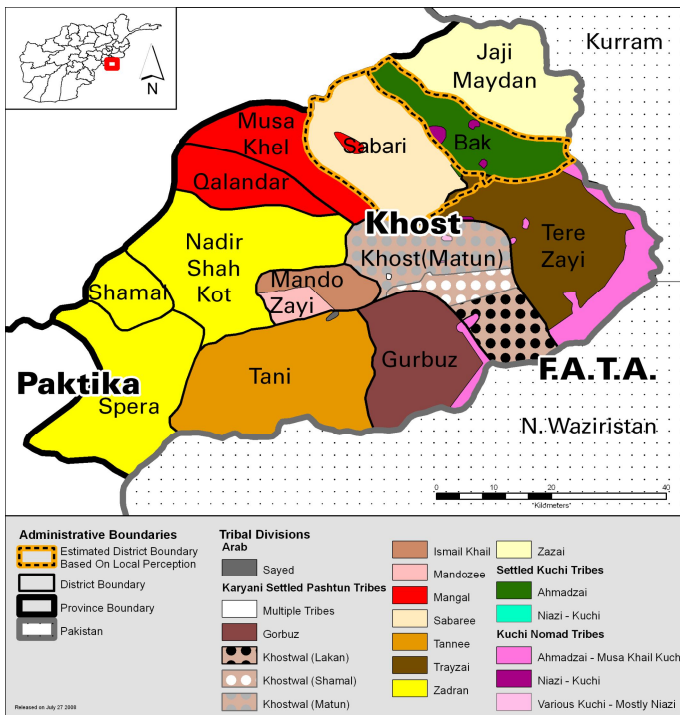 N
Kurram
Jaji
Maydan
Musa
Khel
Sabari
Bak
Qalandar
Khost
Nadir
Shah
Kot
Khost(Matun)
Tere
Zayi
Shamal
Mando
Zayi
Paktika
Spera
Tani
Gurbuz
F.A.T.A.
N. Waziristan
0 10 20 40
"Kildmeters"
Administrative Boundaries
Estimated District Boundary
Based On Local Perception
District Boundary
Province Boundary
Pakistan
Released on July 27 2008
Tribal Divisions
Arab
Sayed
Karyani Settled Pashtun Tribes
Multiple Tribes
Gorbuz
Khostwal (Lakan)
Khostwal (Shamal)
Khostwal (Matun)
Ismail Khail
Mandozee
Mangal
Sabaree
Tannee
Trayzai
Zadran
Zazai
Settled Kuchi Tribes
Ahmadzai
Niazi - Kuchi
Kuchi Nomad Tribes
Ahmadzai - Musa Khail Kuch
Niazi - Kuchi
Various Kuchi - Mostly Niazi